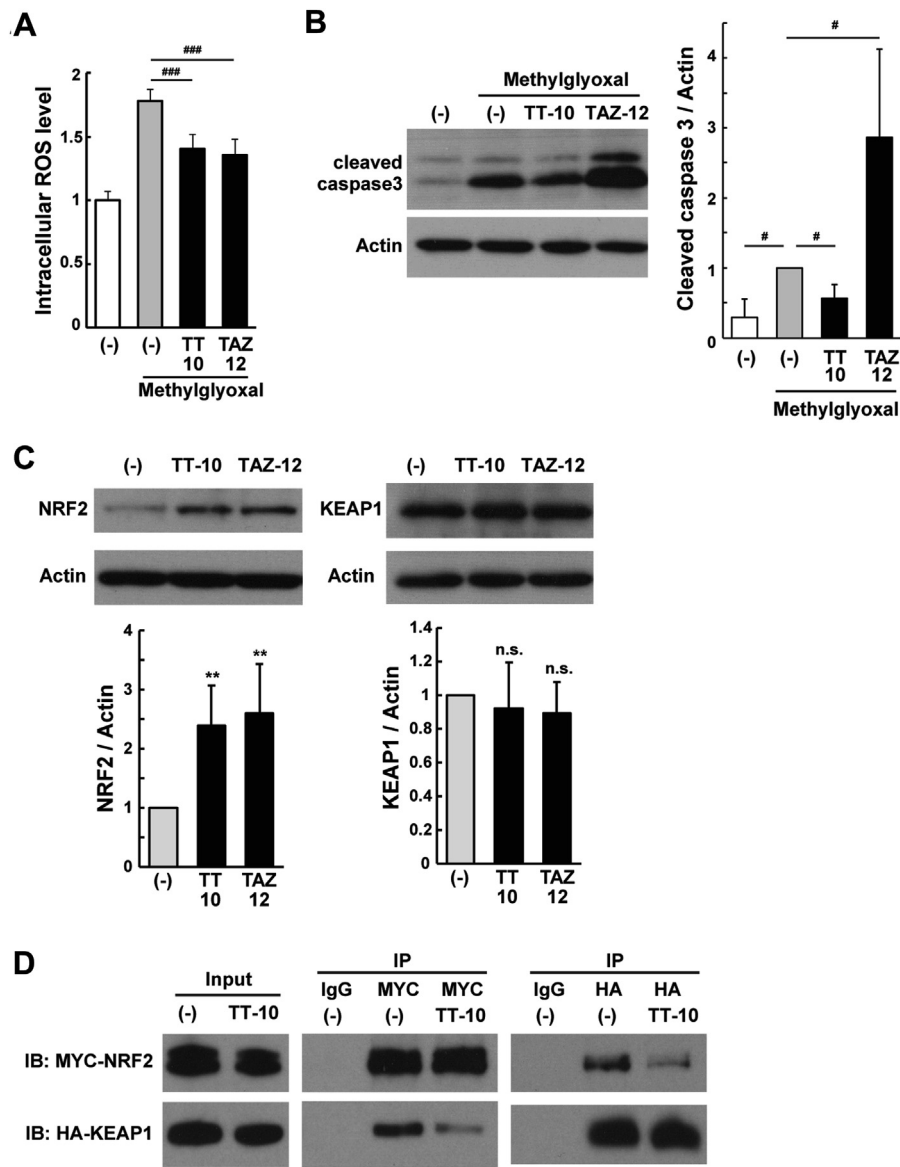 A
###
###
Intracellular ROS level
2
1.5
1
0.5
0
(-) (-) TT 10 TAZ 12
Methylglyoxal
B
Methylglyoxal
(-) (-) TT-10 TAZ-12
cleaved
caspase3
Actin
#
# #
Cleaved caspase 3 / Actin
5
4
3
2
1
0
(-) (-) TT 10 TAZ 12
Methylglyoxal
C
(-) TT-10 TAZ-12
NRF2
Actin
(-) TT-10 TAZ-12
KEAP1
Actin
NRF2 / Actin
4
3
2
1
0
** **
(-) TT 10 TAZ 12
KEAP1 / Actin
1.4
1.2
1
0.8
0.6
0.4
0.2
0
n.s. n.s.
(-) TT 10 TAZ 12
D
Input
(-) TT-10
IP
IgG MYC MYC
(-) (-) TT-10
IP
IgG HA HA
(-) (-) TT-10
IB: MYC-NRF2
IB: HA-KEAP1